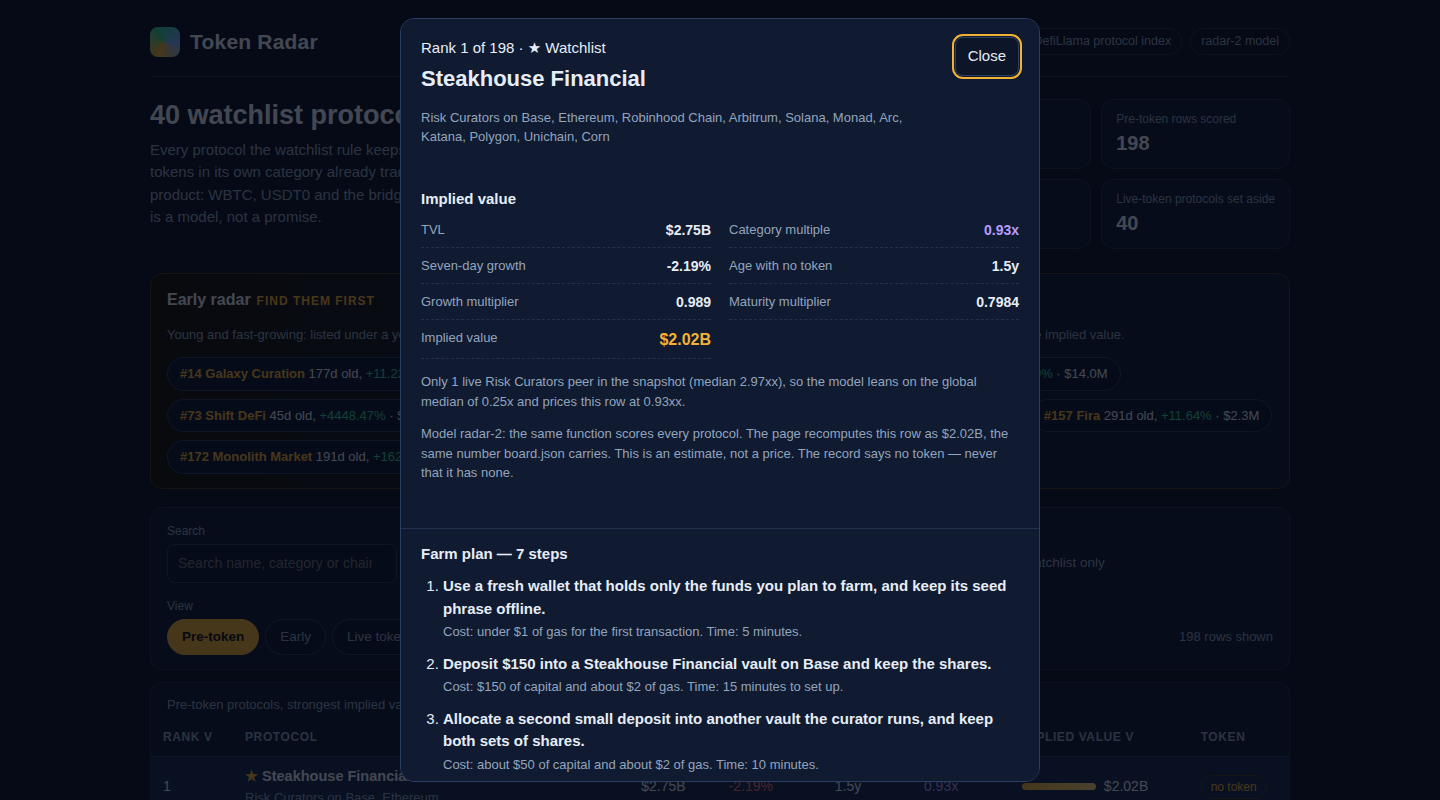 Token Radar
DefiLlama protocol index
radar-2 model
Rank 1 of 198 · ★ Watchlist
Close
Steakhouse Financial
Risk Curators on Base, Ethereum, Robinhood Chain, Arbitrum, Solana, Monad, Arc,
Katana, Polygon, Unichain, Corn
40 watchlist protoco
Every protocol the watchlist rule keeps
tokens in its own category already trad
product: WBTC, USDT0 and the bridg
is a model, not a promise.
Pre-token rows scored
198
Live-token protocols set aside
40
Implied value
TVL $2.75B
Category multiple 0.93x
Seven-day growth -2.19%
Age with no token 1.5y
Growth multiplier 0.989
Maturity multiplier 0.7984
Implied value $2.02B
Only 1 live Risk Curators peer in the snapshot (median 2.97xx), so the model leans on the global
median of 0.25x and prices this row at 0.93xx.
Model radar-2: the same function scores every protocol. The page recomputes this row as $2.02B, the
same number board.json carries. This is an estimate, not a price. The record says no token — never
that it has none.
Early radar FIND THEM FIRST
Young and fast-growing: listed under a ye
implied value.
#14 Galaxy Curation 177d old, +11.2
% · $14.0M
#73 Shift DeFi 45d old, +4448.47% · $
#157 Fira 291d old, +11.64% · $2.3M
#172 Monolith Market 191d old, +162
Farm plan — 7 steps
1. Use a fresh wallet that holds only the funds you plan to farm, and keep its seed
phrase offline.
Cost: under $1 of gas for the first transaction. Time: 5 minutes.
2. Deposit $150 into a Steakhouse Financial vault on Base and keep the shares.
Cost: $150 of capital and about $2 of gas. Time: 15 minutes to set up.
3. Allocate a second small deposit into another vault the curator runs, and keep
both sets of shares.
Cost: about $50 of capital and about $2 of gas. Time: 10 minutes.
Search
Search name, category or chain
atchlist only
View
Pre-token
Early
Live toke
198 rows shown
Pre-token protocols, strongest implied va
RANK V
PROTOCOL
PLIED VALUE V
TOKEN
1
★ Steakhouse Financia
Risk Curators on Base, Ethereum
$2.75B
-2.19%
1.5y
0.93x
$2.02B
no token